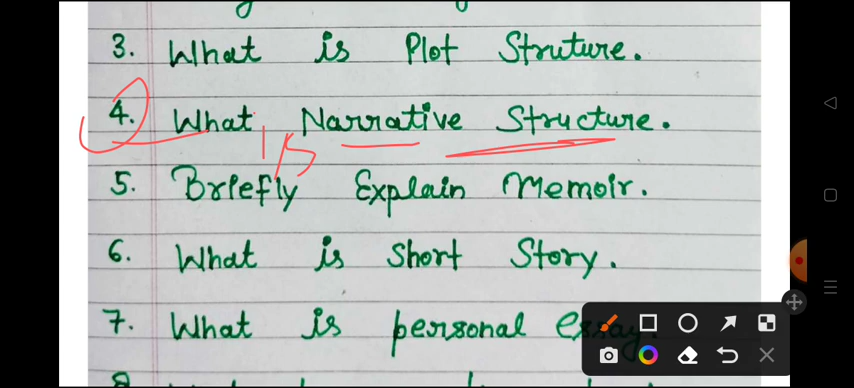 3. What is Plot Struture.
4. What is Narrative Structure.
5. Briefly Explain Memoir.
6. What is Short Story.
7. What is personal essay.